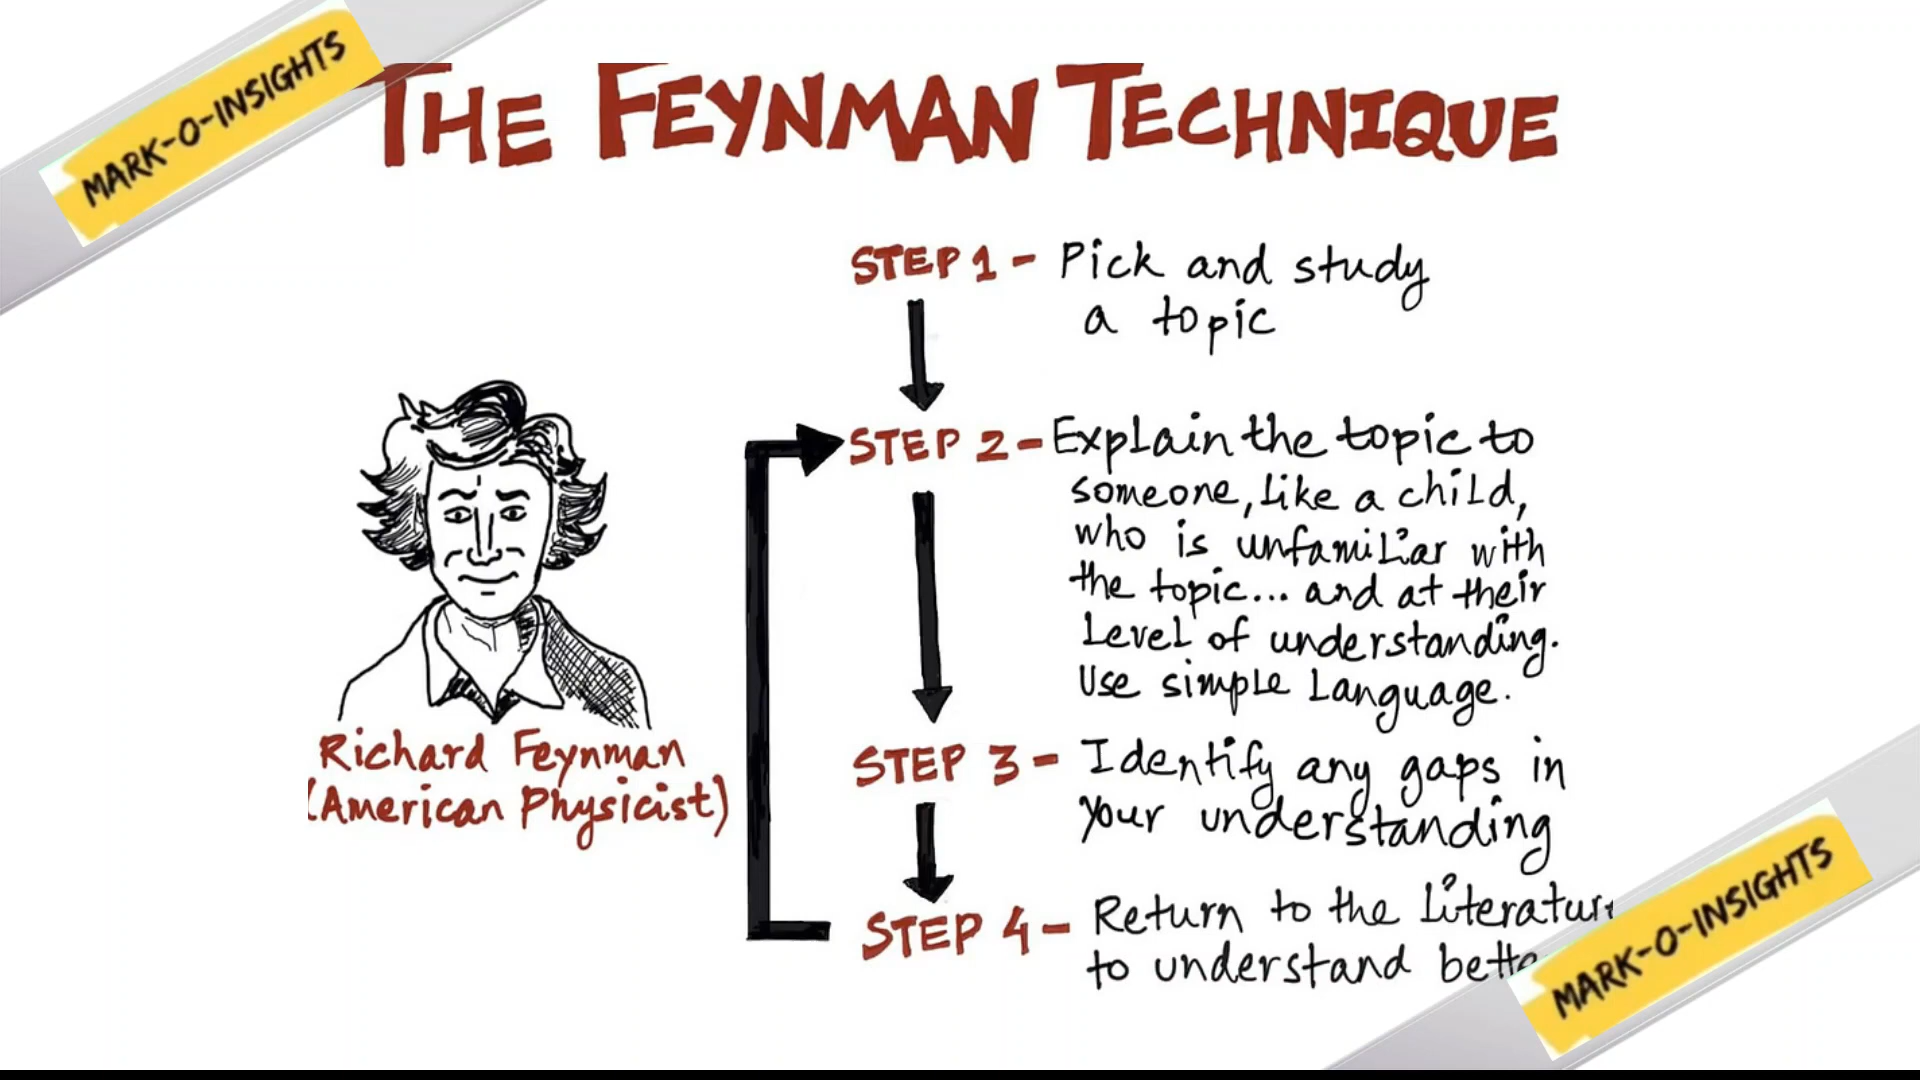 MARK-O-INSIGHTS
THE FEYNMAN TECHNIQUE
STEP 1 - Pick and study
a topic
STEP 2 - Explain the topic to
someone, like a child,
who is unfamiliar with
the topic... and at their
level of understanding.
Use simple language.
STEP 3 - Identify any gaps in
your understanding
STEP 4 - Return to the literatur
to understand bette
Richard Feynman
(American Physicist)
MARK-O-INSIGHTS